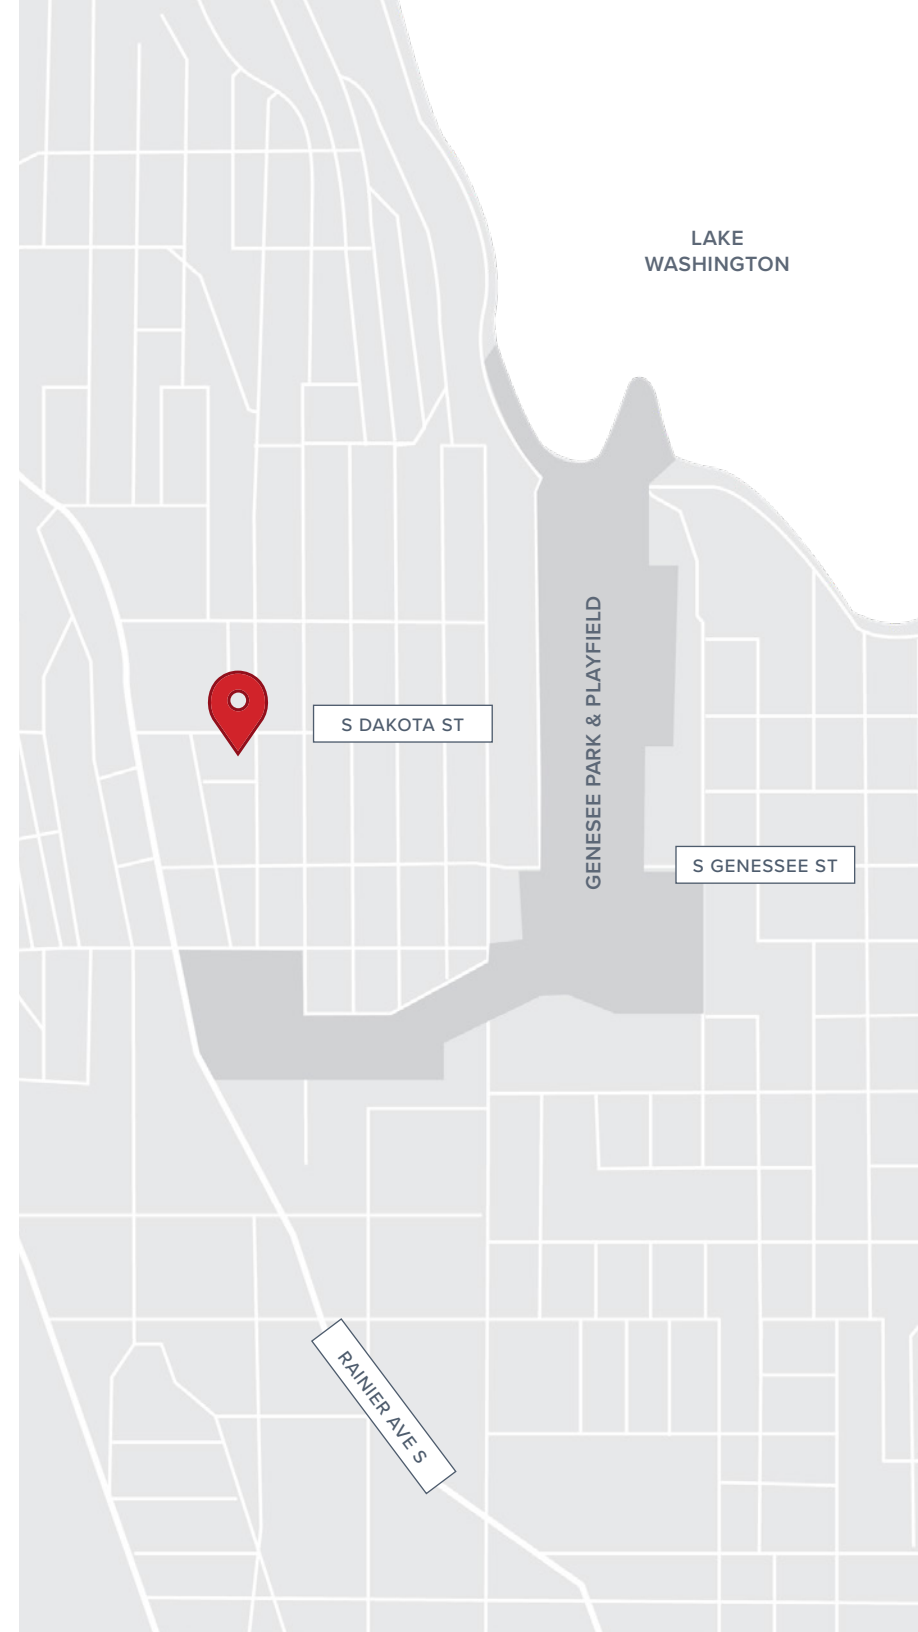 LAKE
WASHINGTON
GENESEE PARK & PLAYFIELD
S DAKOTA ST
S GENESSEE ST
RAINIER AVE S